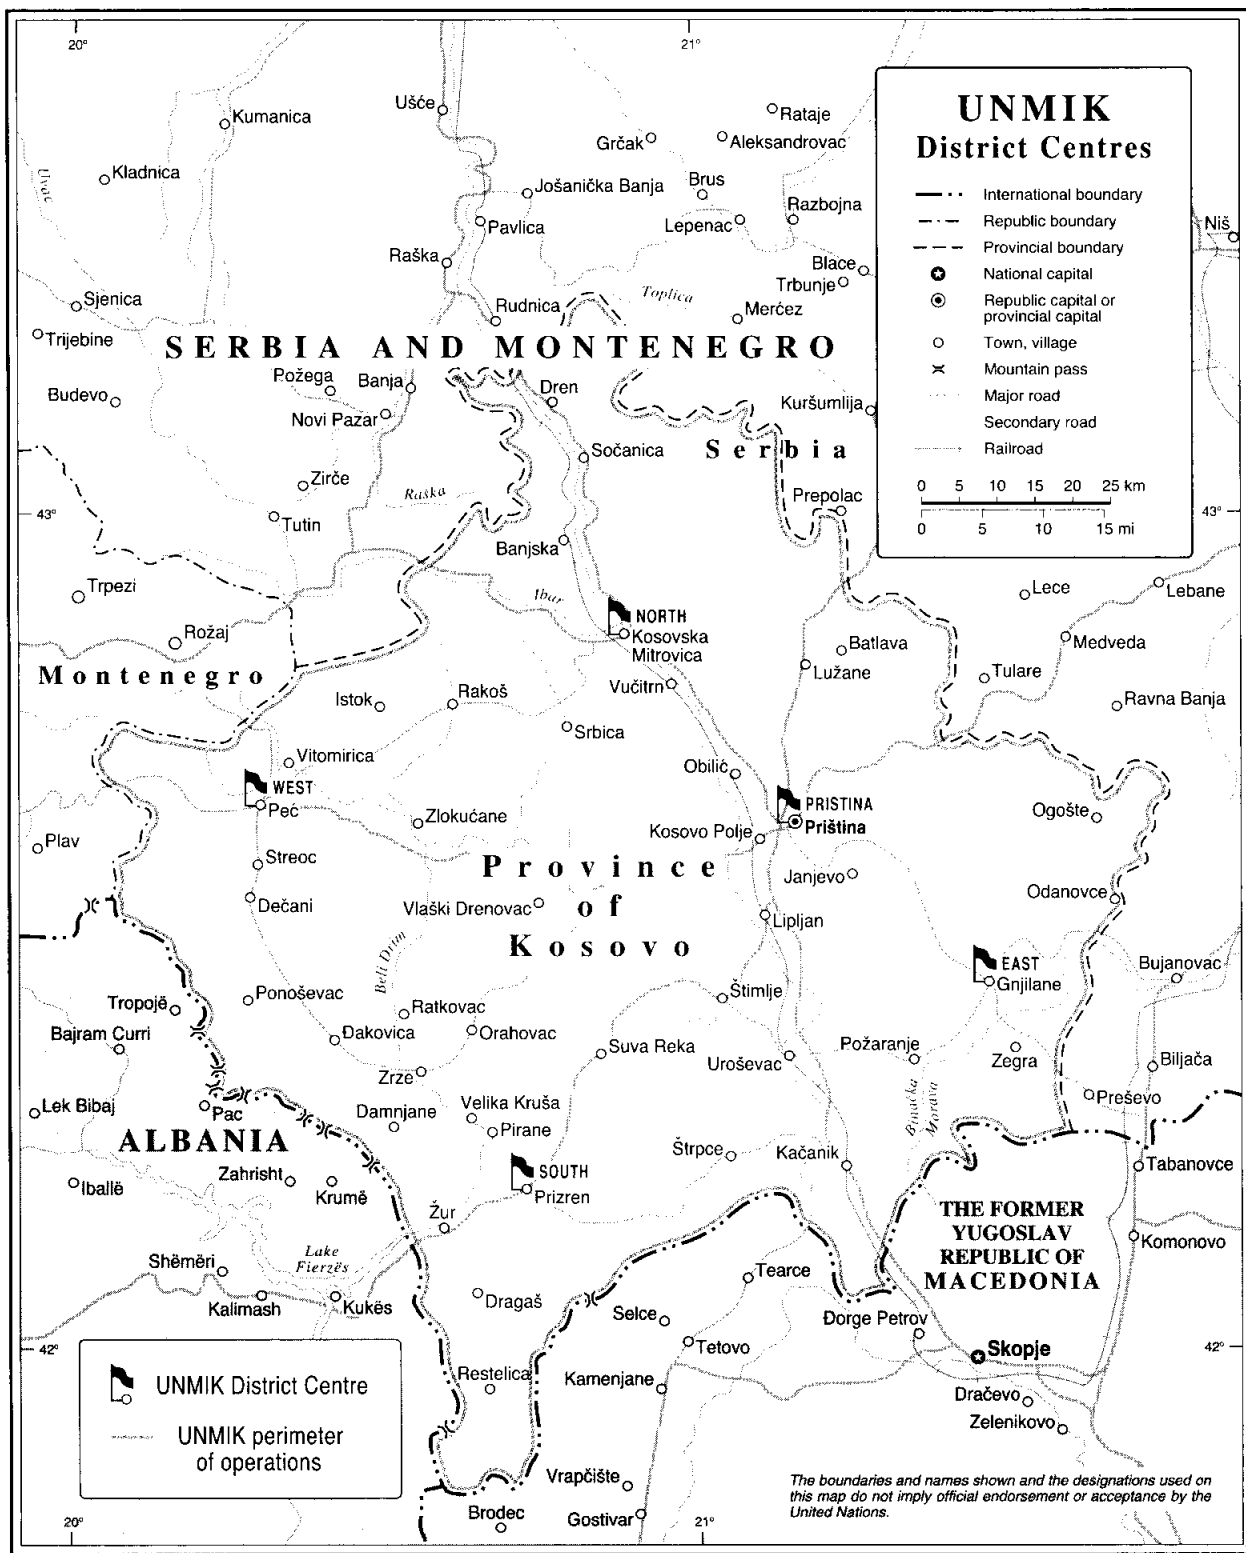 20°
21°
Ušće
Kumanica
Rataje
Grčak
Aleksandrovac
Kladnica
Uvac
Jošanička Banja
Brus
Razbojna
Pavlica
Lepenac
Niš
Raška
Blace
Trbunje
Toplica
Sjenica
Rudnica
Merćez
Trijebine
SERBIA AND MONTENEGRO
Požega
Banja
Dren
Budevo
Novi Pazar
Kuršumlija
Sočanica
Serbia
Zirče
Raška
Prepolac
43°
43°
Tutin
Banjska
UNMIK
District Centres
International boundary
Republic boundary
Provincial boundary
National capital
Republic capital or
provincial capital
Town, village
Mountain pass
Major road
Secondary road
Railroad
0 5 10 15 20 25 km
0 5 10 15 mi
Trpezi
Ibar
Lece
Lebane
NORTH
Kosovska
Mitrovica
Rožaj
Batlava
Medveda
Lužane
Montenegro
Vučitrn
Tulare
Istok
Rakoš
Ravna Banja
Srbica
Vitomirica
Obilić
WEST
Peć
PRISTINA
Priština
Zlokućane
Ogošte
Kosovo Polje
Plav
Streoc
Province
of
Kosovo
Janjevo
Dečani
Vlaški Drenovac
Odanovce
Lipljan
Beli Drim
EAST
Gnjilane
Bujanovac
Ponoševac
Štimlje
Tropojë
Ratkovac
Bajram Curri
Đakovica
Orahovac
Suva Reka
Uroševac
Požaranje
Zegra
Biljača
Zrze
Lek Bibaj
Pac
Damnjane
Velika Kruša
Pirane
Binačka
Morava
Preševo
ALBANIA
Štrpce
Kačanik
Tabanovce
Iballë
Zahrisht
Krumë
SOUTH
Prizren
THE FORMER
YUGOSLAV
REPUBLIC OF
MACEDONIA
Žur
Lake
Fierzës
Komonovo
Shëmëri
Tearce
Kalimash
Kukës
Dragaš
Selce
Đorge Petrov
Tetovo
Skopje
42°
42°
Restelica
Kamenjane
Dračevo
Zelenikovo
UNMIK District Centre
UNMIK perimeter
of operations
Vrapčište
Brodec
Gostivar
The boundaries and names shown and the designations used on
this map do not imply official endorsement or acceptance by the
United Nations.
20°
21°